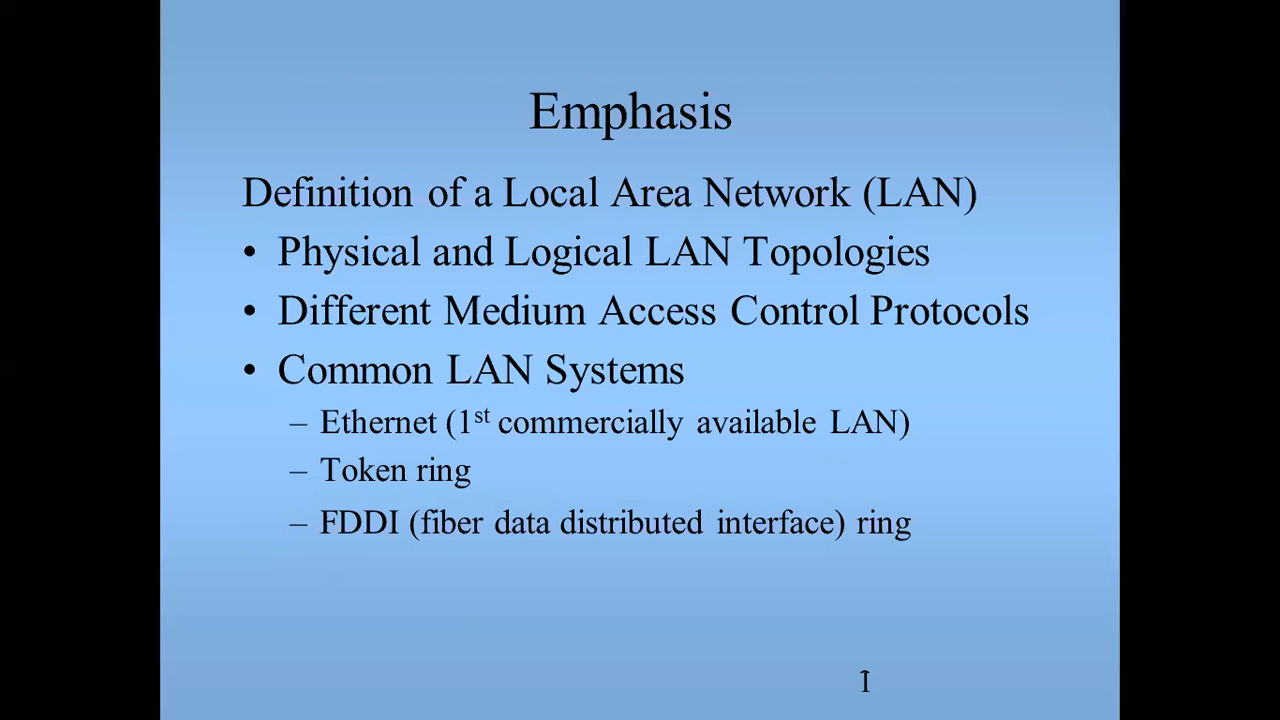 Emphasis
Definition of a Local Area Network (LAN)
• Physical and Logical LAN Topologies
• Different Medium Access Control Protocols
• Common LAN Systems
– Ethernet (1st commercially available LAN)
– Token ring
– FDDI (fiber data distributed interface) ring